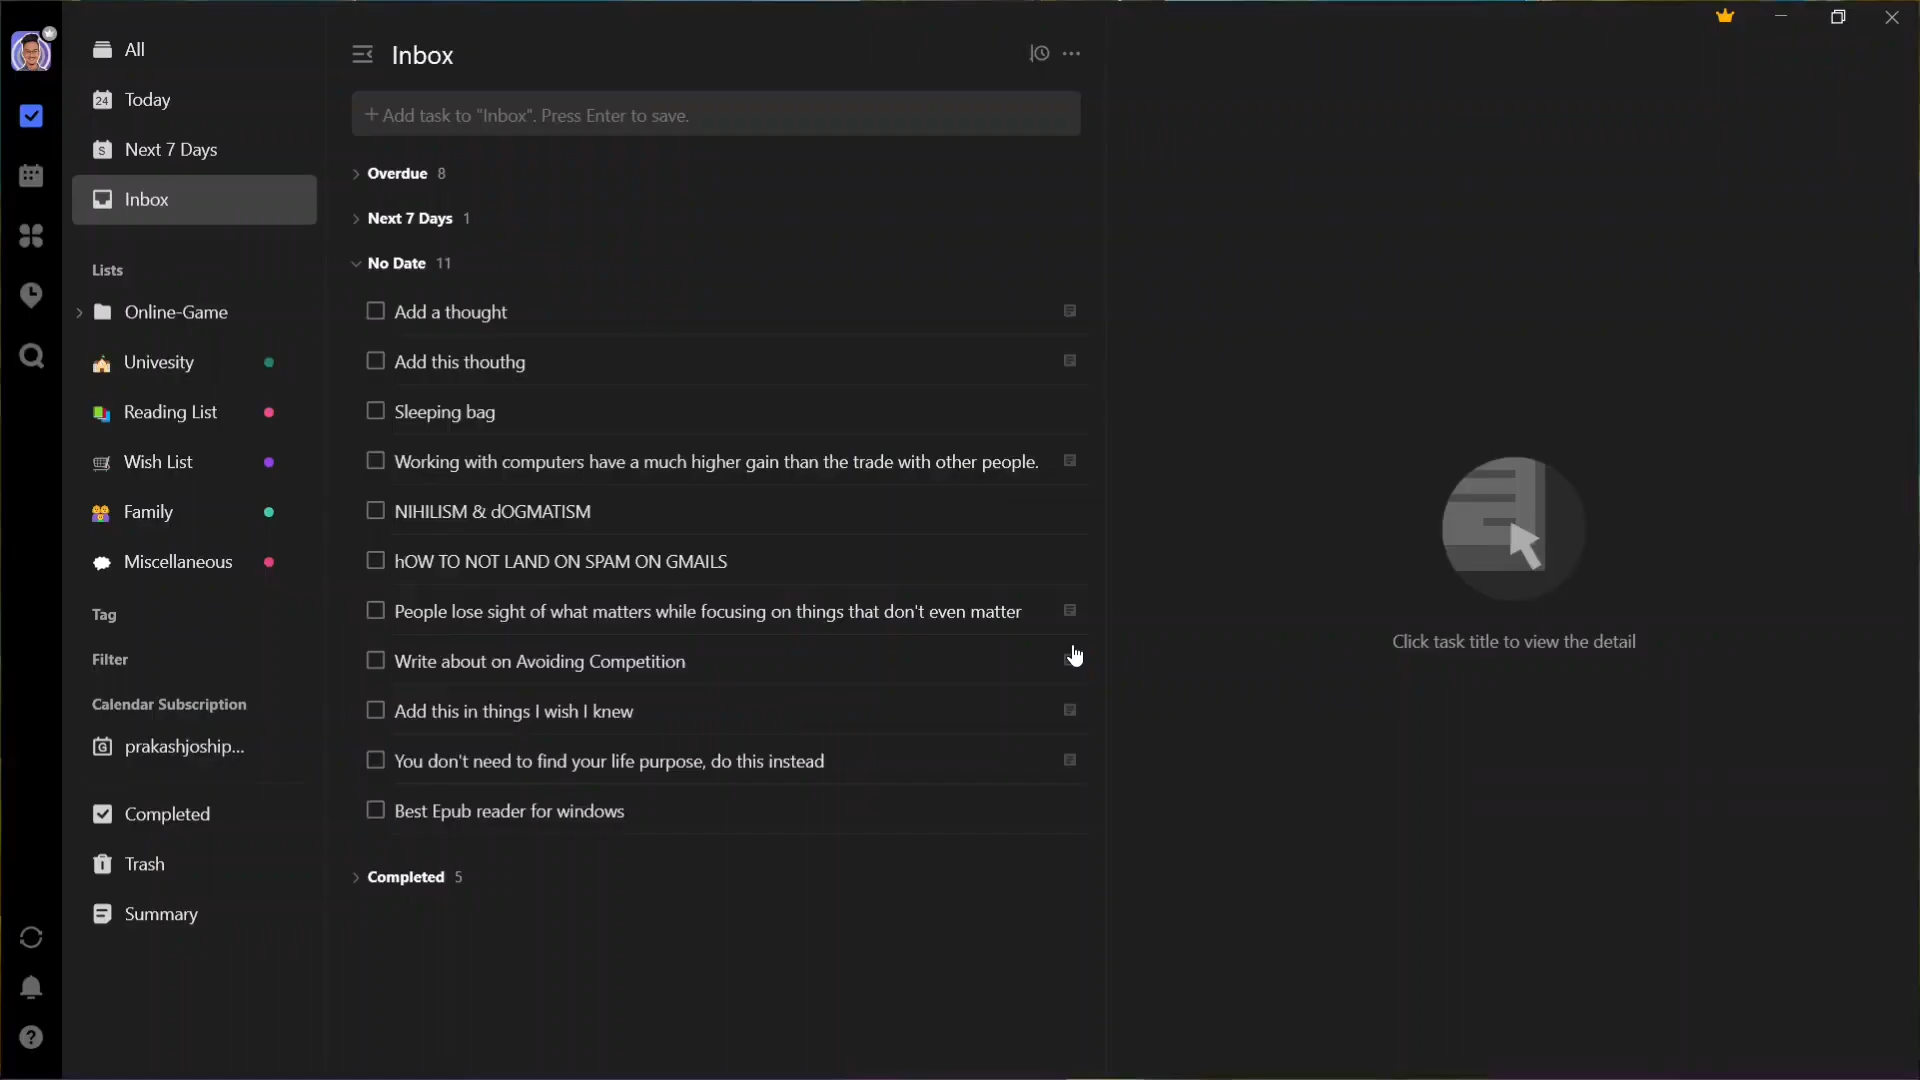 All
24 Today
S Next 7 Days
Inbox
Lists
Online-Game
Univesity
Reading List
Wish List
Family
Miscellaneous
Tag
Filter
Calendar Subscription
G prakashjoship...
Completed
Trash
Summary
Inbox
+ Add task to "Inbox". Press Enter to save.
Overdue 8
Next 7 Days 1
No Date 11
Add a thought
Add this thouthg
Sleeping bag
Working with computers have a much higher gain than the trade with other people.
NIHILISM & dOGMATISM
hOW TO NOT LAND ON SPAM ON GMAILS
People lose sight of what matters while focusing on things that don't even matter
Write about on Avoiding Competition
Add this in things I wish I knew
You don't need to find your life purpose, do this instead
Best Epub reader for windows
Completed 5
Click task title to view the detail